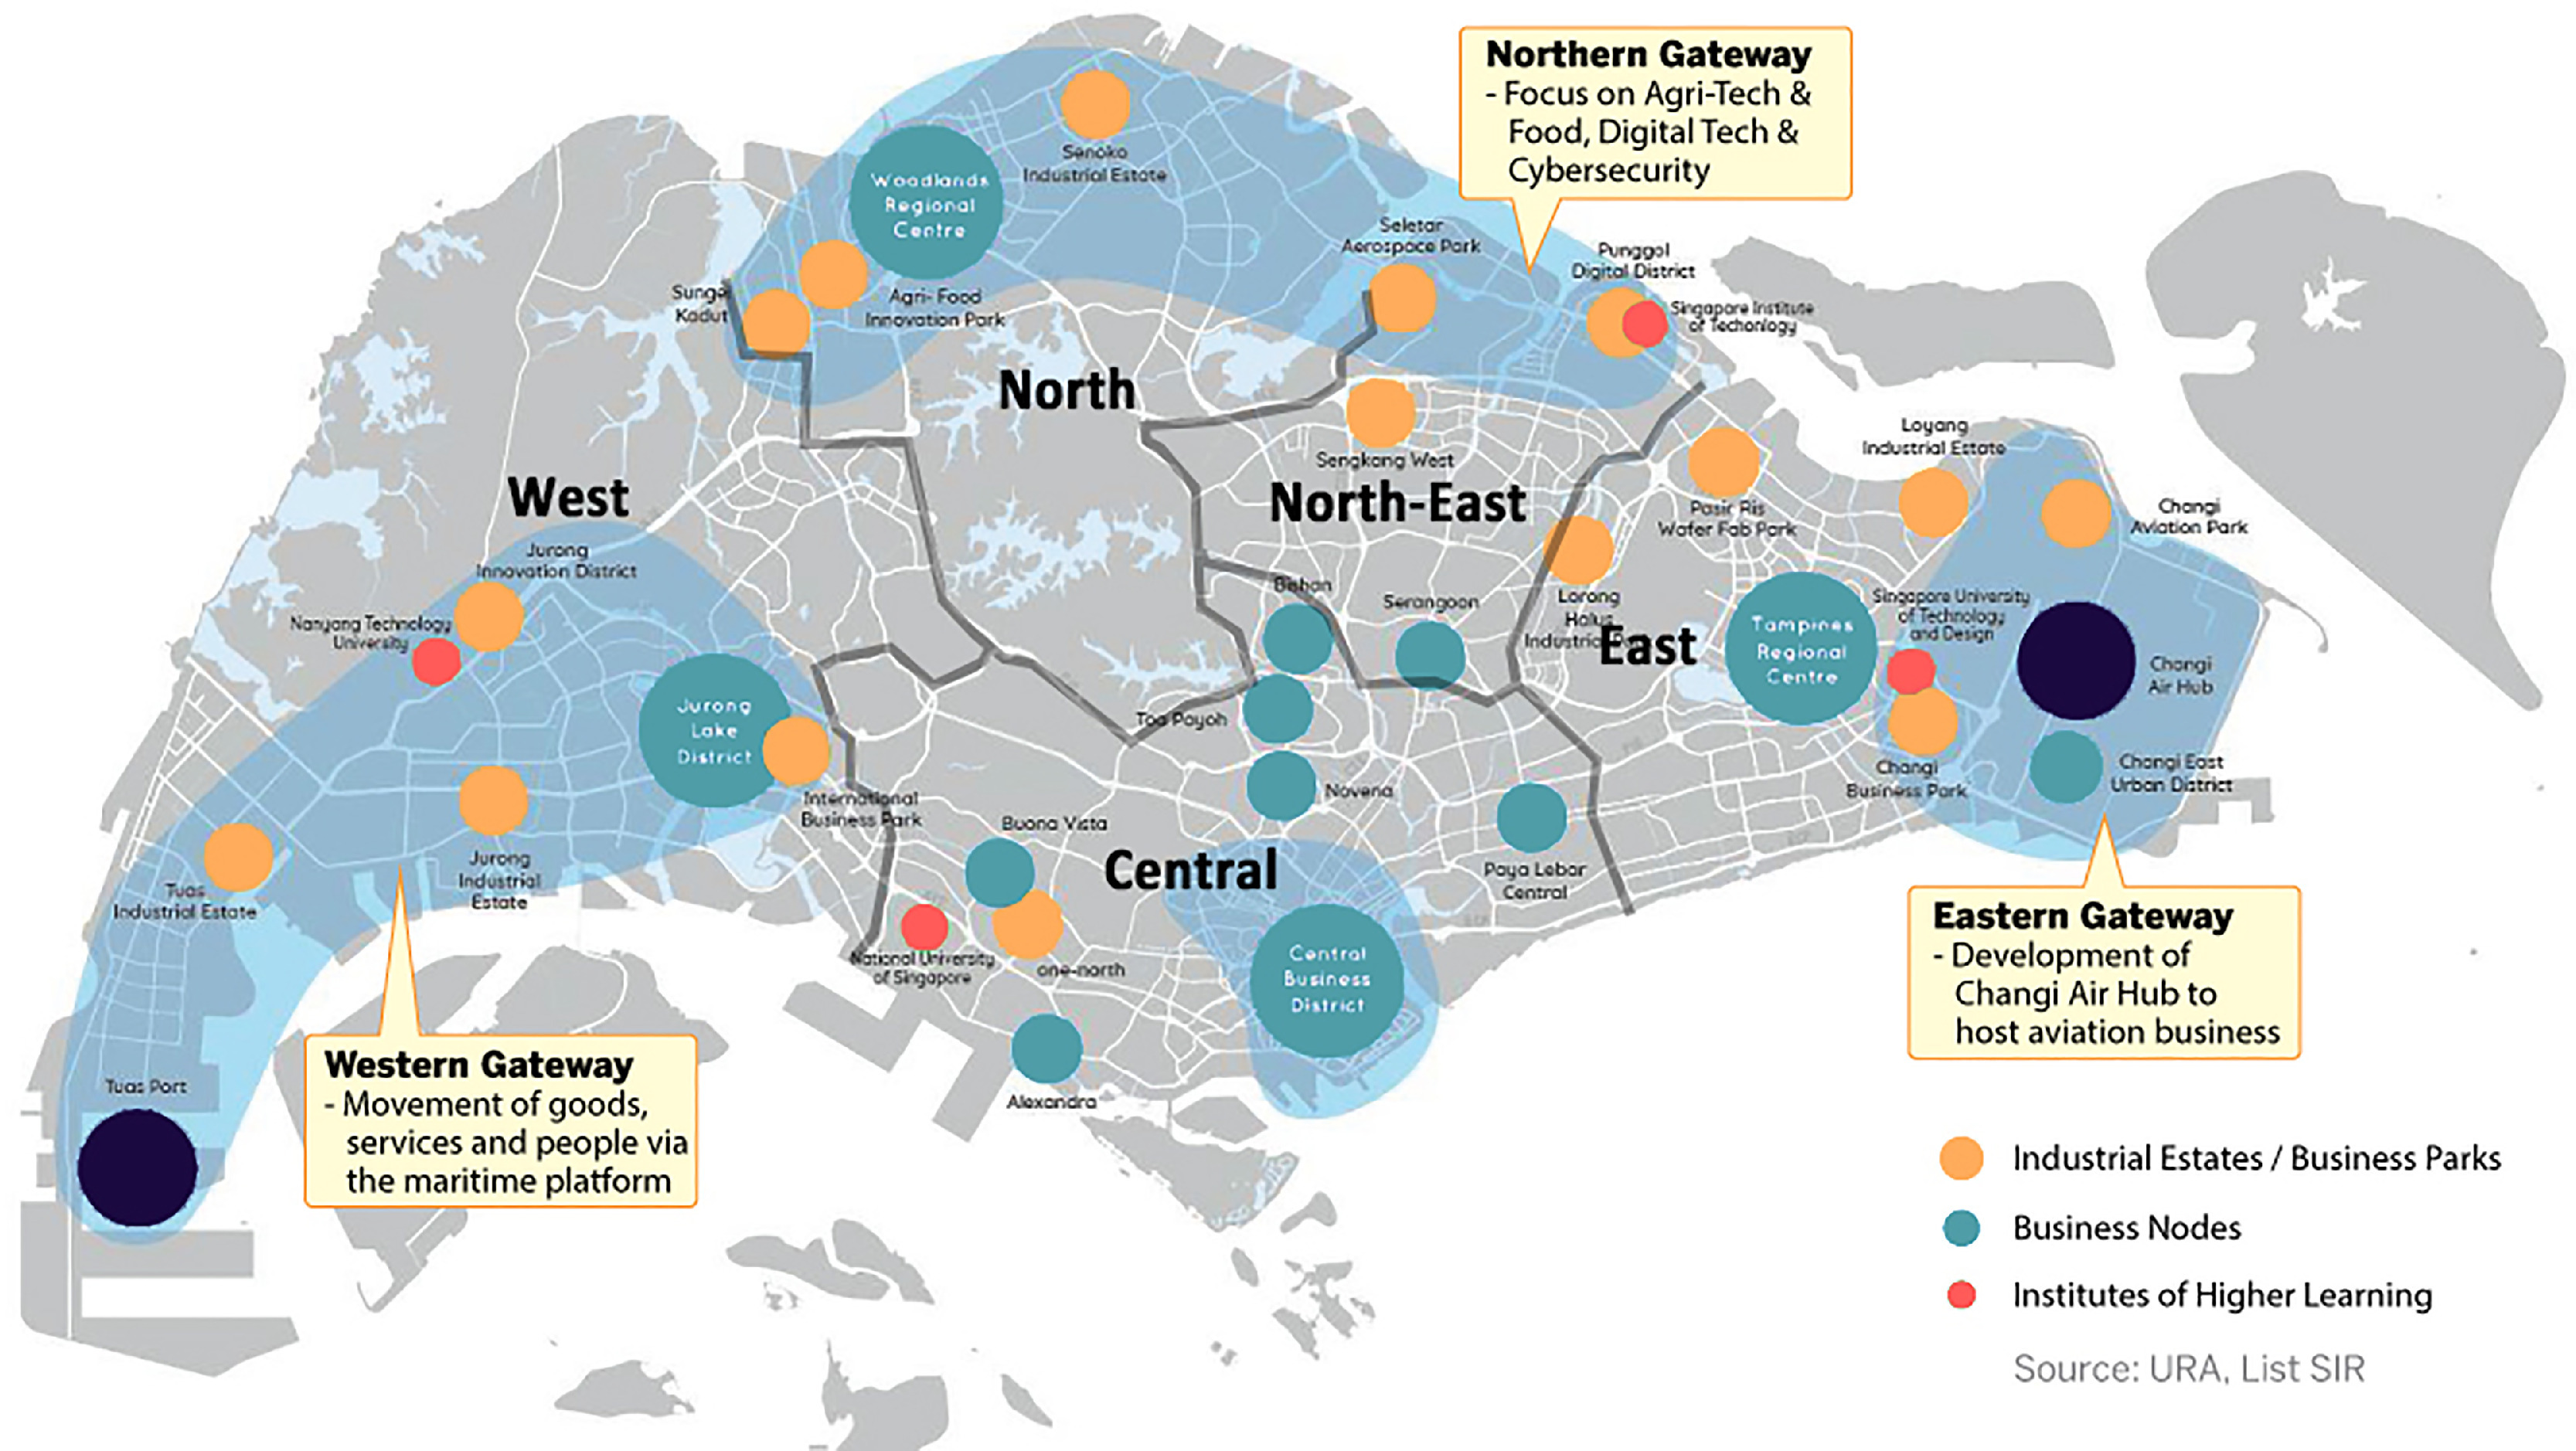 Northern Gateway
- Focus on Agri-Tech &
Food, Digital Tech &
Cybersecurity
Senoko
Industrial Estate
Woodlands
Regional
Centre
Seletar
Aerospace Park
Punggol
Digital District
Singapore Institute
of Techonlogy
Sungei
Kadut
Agri- Food
Innovation Park
North
Sengkang West
Loyang
Industrial Estate
West
North-East
Pasir Ris
Wafer Fab Park
Changi
Aviation Park
Jurong
Innovation District
Nanyang Technology
University
Bishan
Serangoon
Lorong
Halus
Industrial
East
Tampines
Regional
Centre
Singapore University
of Technology
and Design
Changi
Air Hub
Jurong
Lake
District
Toa Payoh
Novena
Changi
Business Park
Changi East
Urban District
International
Business Park
Buona Vista
Central
Paya Lebar
Central
Jurong
Industrial
Estate
Tuas
Industrial Estate
National University
of Singapore
one-north
Central
Business
District
Eastern Gateway
- Development of
Changi Air Hub to
host aviation business
Alexandra
Western Gateway
- Movement of goods,
services and people via
the maritime platform
Tuas Port
Industrial Estates / Business Parks
Business Nodes
Institutes of Higher Learning
Source: URA, List SIR